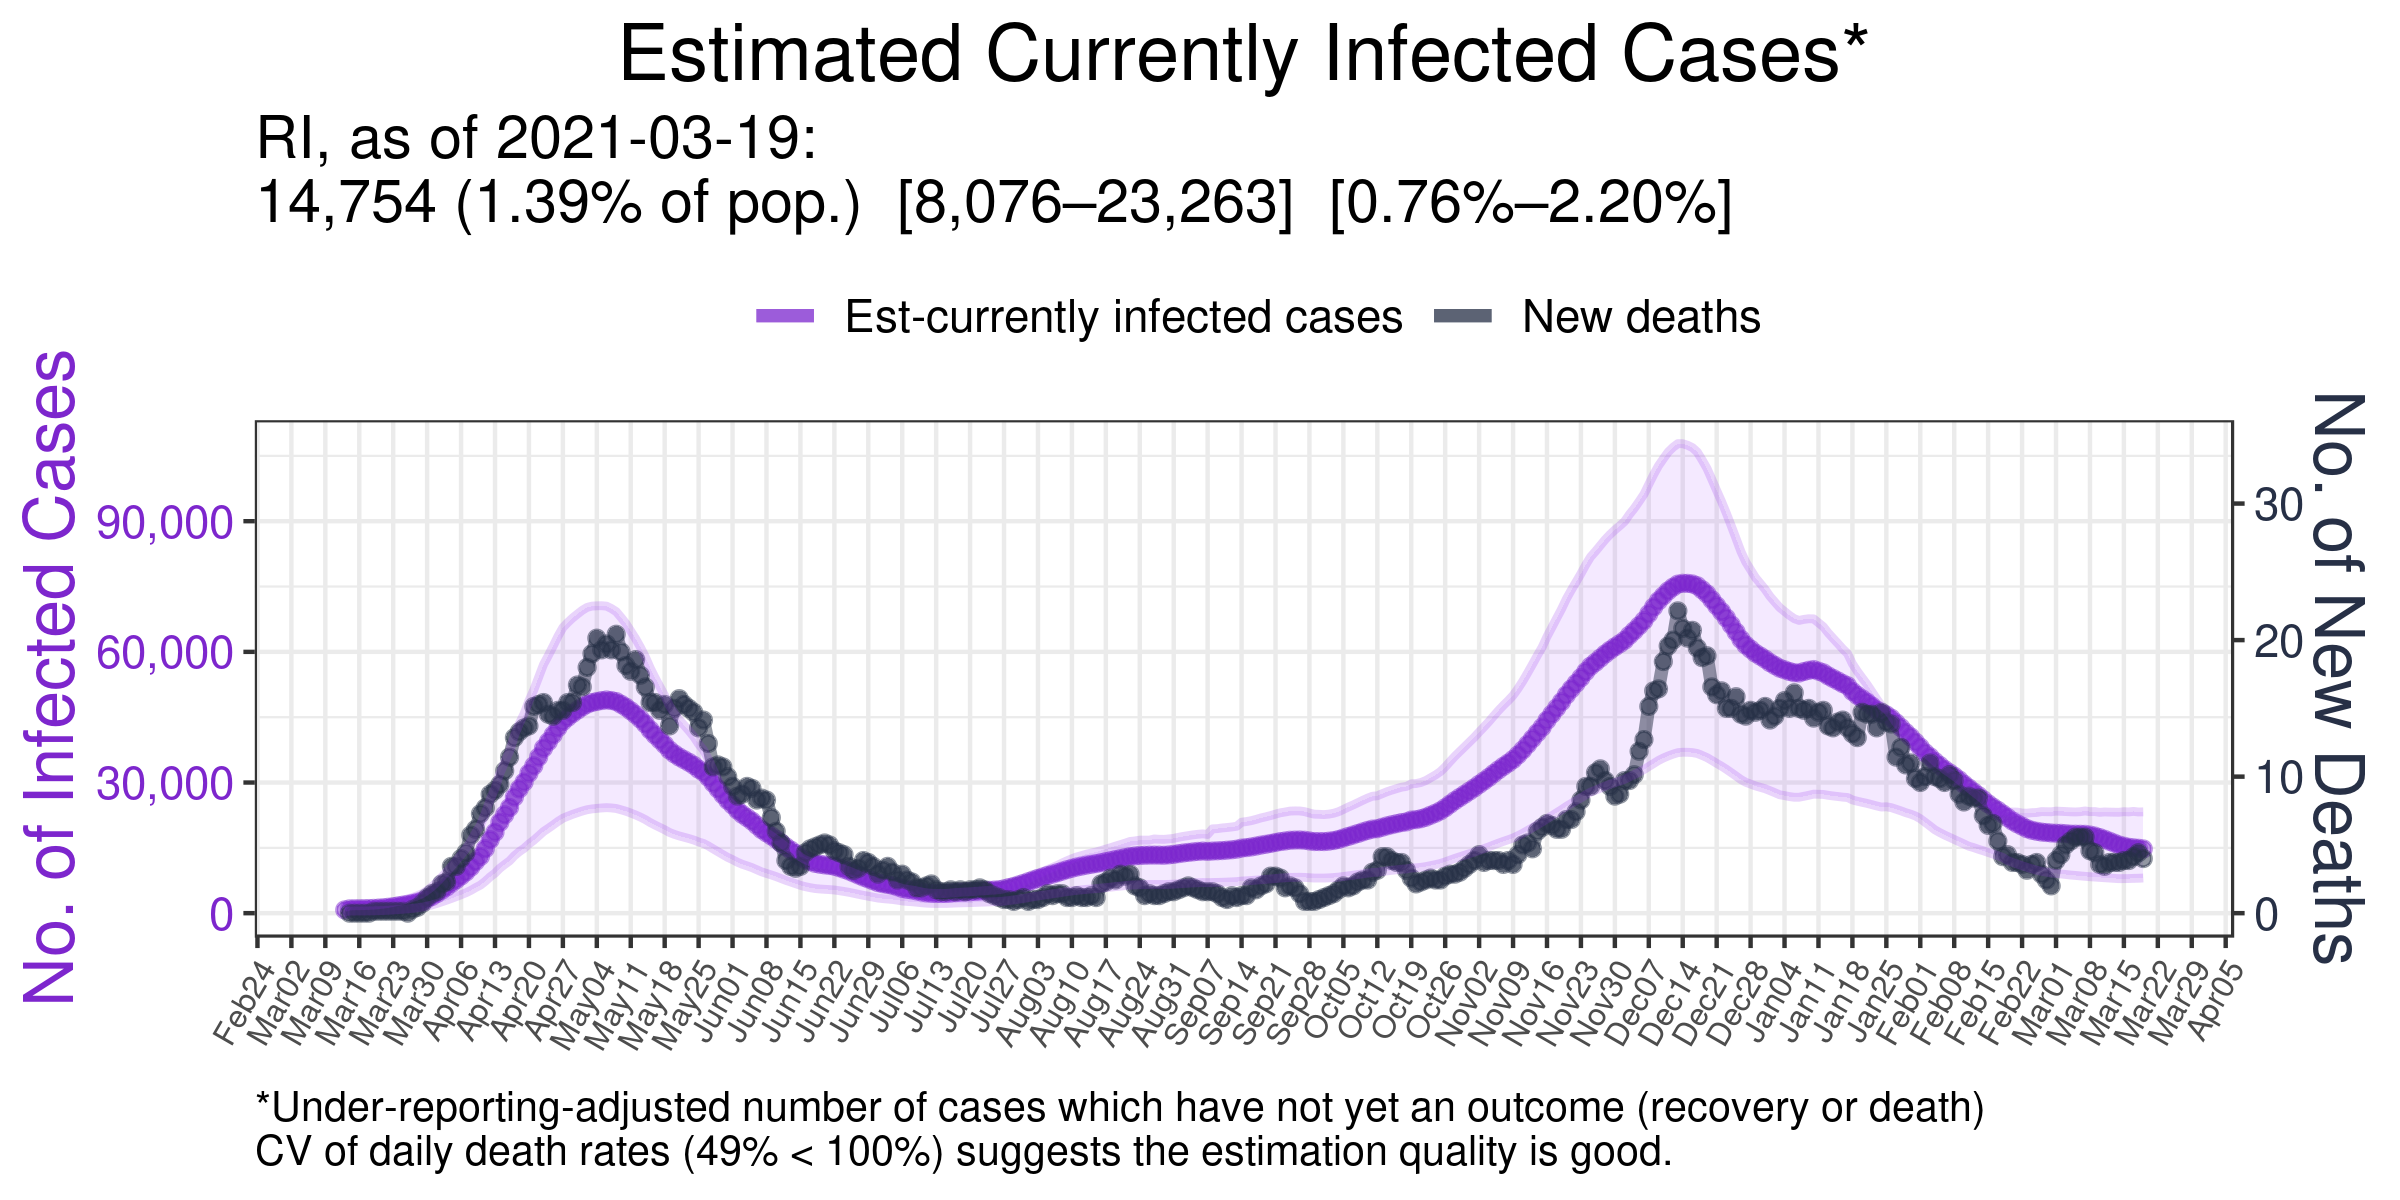 Estimated Currently Infected Cases*
RI, as of 2021-03-19:
14,754 (1.39% of pop.)  [8,076–23,263]  [0.76%–2.20%]
Est-currently infected cases
New deaths
No. of Infected Cases
90,000
60,000
30,000
0
30
20
10
0
No. of New Deaths
Feb24
Mar02
Mar09
Mar16
Mar23
Mar30
Apr06
Apr13
Apr20
Apr27
May04
May11
May18
May25
Jun01
Jun08
Jun15
Jun22
Jun29
Jul06
Jul13
Jul20
Jul27
Aug03
Aug10
Aug17
Aug24
Aug31
Sep07
Sep14
Sep21
Sep28
Oct05
Oct12
Oct19
Oct26
Nov02
Nov09
Nov16
Nov23
Nov30
Dec07
Dec14
Dec21
Dec28
Jan04
Jan11
Jan18
Jan25
Feb01
Feb08
Feb15
Feb22
Mar01
Mar08
Mar15
Mar22
Mar29
Apr05
*Under-reporting-adjusted number of cases which have not yet an outcome (recovery or death)
CV of daily death rates (49% < 100%) suggests the estimation quality is good.